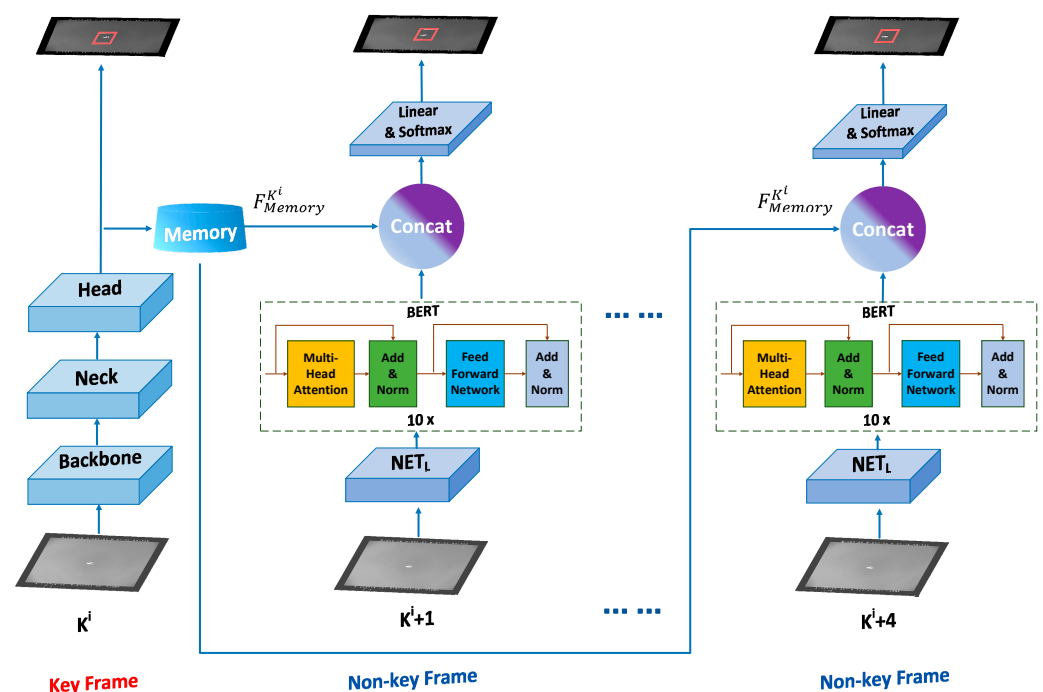 Linear
& Softmax
Linear
& Softmax
F_{Memory}^{K^i}
F_{Memory}^{K^i}
Memory
Concat
Concat
Head
BERT
BERT
Multi-
Head
Attention
Add
&
Norm
Feed
Forward
Network
Add
&
Norm
Multi-
Head
Attention
Add
&
Norm
Feed
Forward
Network
Add
&
Norm
... ...
Neck
10 x
10 x
Backbone
NET_L
NET_L
K^i
K^i+1
... ...
K^i+4
Key Frame
Non-key Frame
Non-key Frame